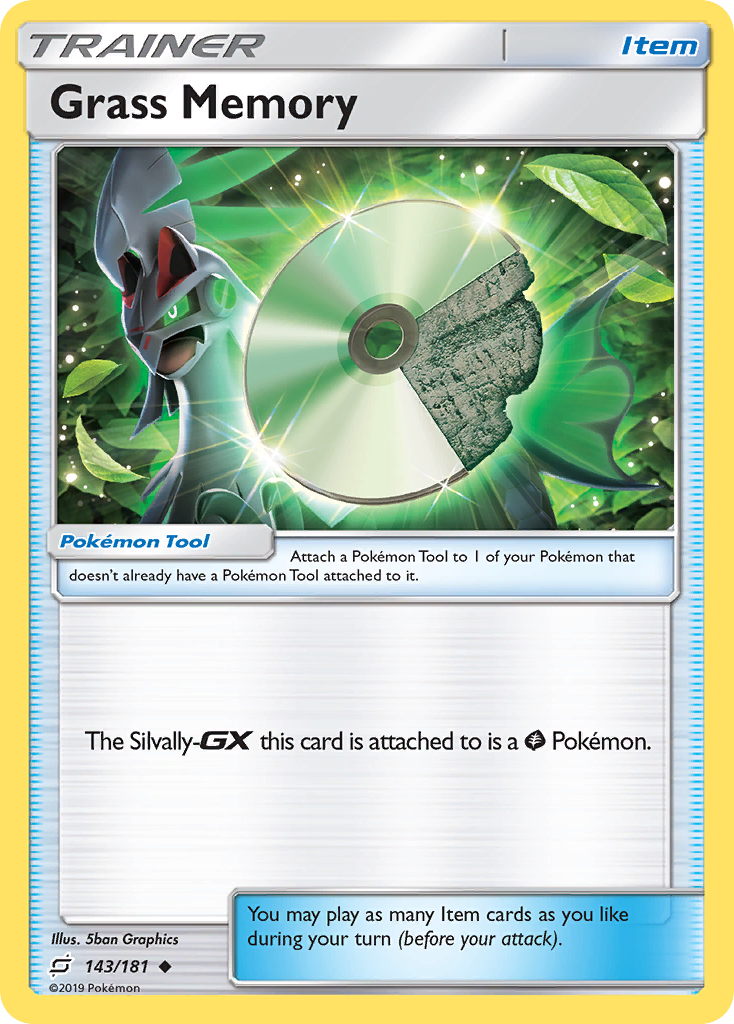 TRAINER
Item
Grass Memory
Pokémon Tool
Attach a Pokémon Tool to 1 of your Pokémon that
doesn't already have a Pokémon Tool attached to it.
The Silvally-GX this card is attached to is a Pokémon.
You may play as many Item cards as you like
during your turn (before your attack).
Illus. 5ban Graphics
143/181
©2019 Pokémon